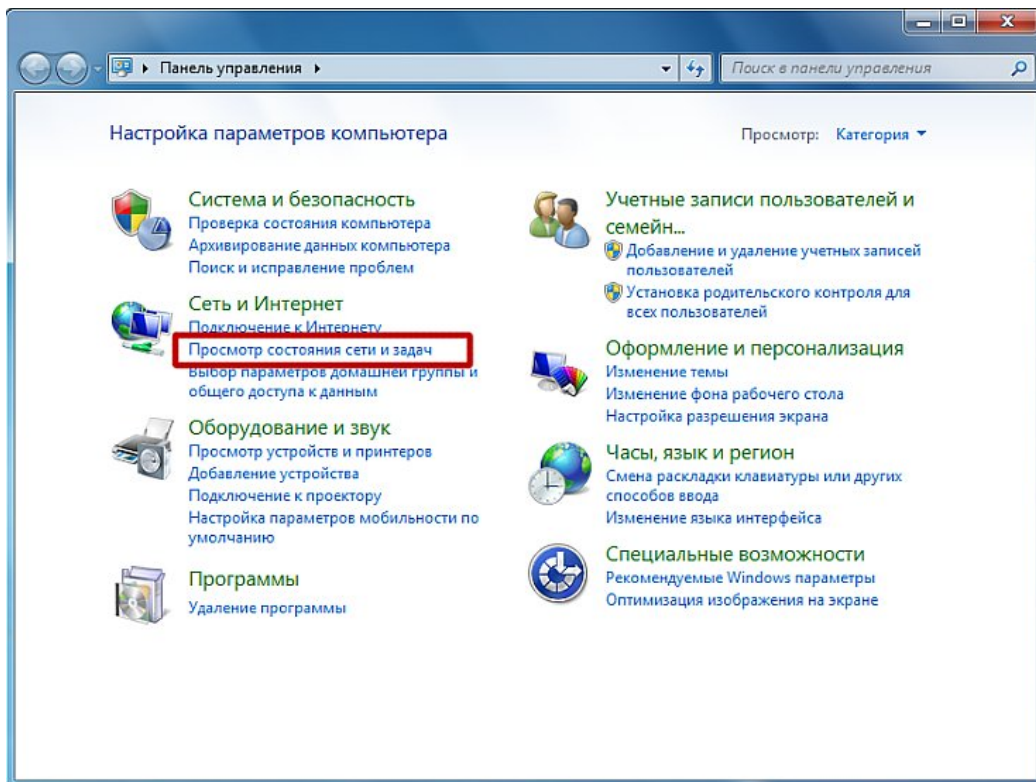 Панель управления
Поиск в панели управления
Настройка параметров компьютера
Просмотр: Категория
Система и безопасность
Проверка состояния компьютера
Архивирование данных компьютера
Поиск и исправление проблем
Сеть и Интернет
Подключение к Интернету
Просмотр состояния сети и задач
Выбор параметров домашней группы и
общего доступа к данным
Оборудование и звук
Просмотр устройств и принтеров
Добавление устройства
Подключение к проектору
Настройка параметров мобильности по
умолчанию
Программы
Удаление программы
Учетные записи пользователей и
семейн...
Добавление и удаление учетных записей
пользователей
Установка родительского контроля для
всех пользователей
Оформление и персонализация
Изменение темы
Изменение фона рабочего стола
Настройка разрешения экрана
Часы, язык и регион
Смена раскладки клавиатуры или других
способов ввода
Изменение языка интерфейса
Специальные возможности
Рекомендуемые Windows параметры
Оптимизация изображения на экране